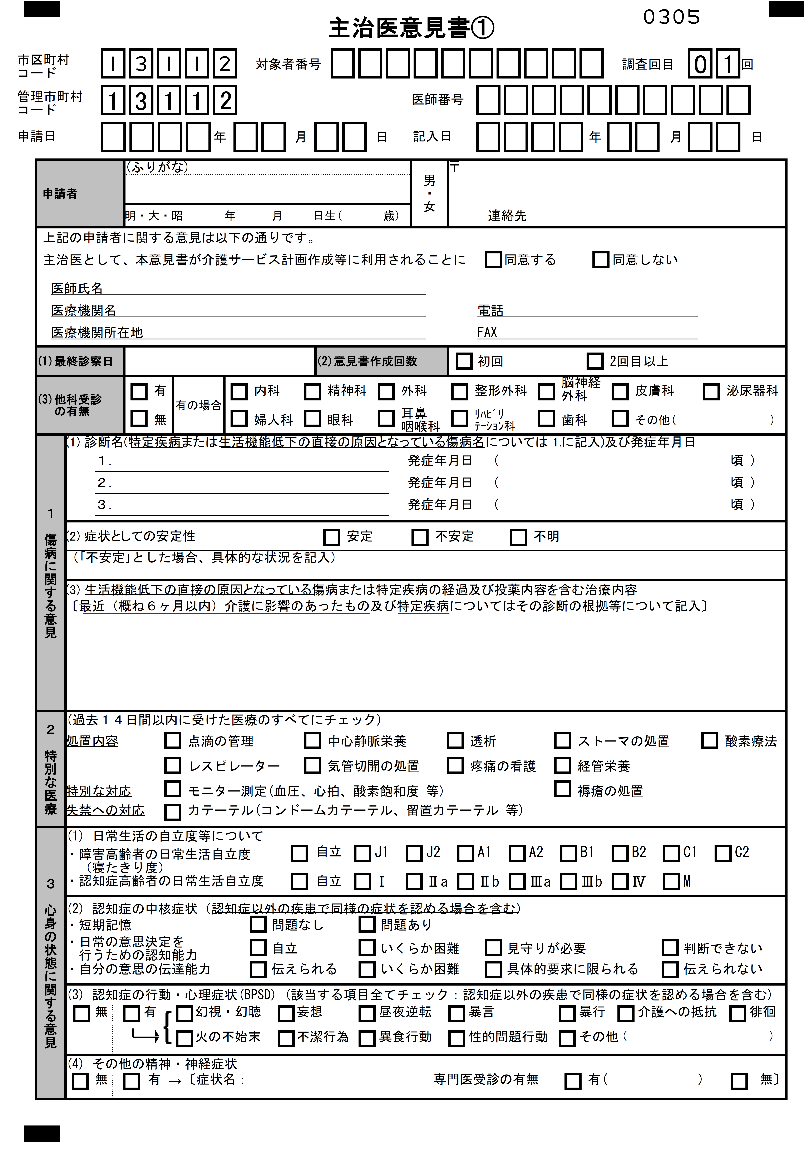 0305
主治医意見書①
市区町村コード 13112 対象者番号 調査回目 01回
管理市町村コード 13112 医師番号
申請日 年 月 日 記入日 年 月 日
申請者 (ふりがな) 男・女 〒
明・大・昭 年 月 日生( 歳) 連絡先
上記の申請者に関する意見は以下の通りです。
主治医として、本意見書が介護サービス計画作成等に利用されることに □同意する □同意しない
医師氏名
医療機関名 電話
医療機関所在地 FAX
(1)最終診察日 (2)意見書作成回数 □初回 □2回目以上
(3)他科受診の有無 □有 □無 有の場合 □内科 □精神科 □外科 □整形外科 □脳神経外科 □皮膚科 □泌尿器科
□婦人科 □眼科 □耳鼻咽喉科 □ﾘﾊﾋﾞﾘﾃｰｼｮﾝ科 □歯科 □その他( )
1 傷病に関する意見
(1) 診断名(特定疾病または生活機能低下の直接の原因となっている傷病名については1.に記入)及び発症年月日
1. 発症年月日 ( 頃 )
2. 発症年月日 ( 頃 )
3. 発症年月日 ( 頃 )
(2) 症状としての安定性 □安定 □不安定 □不明
(「不安定」とした場合、具体的な状況を記入)
(3) 生活機能低下の直接の原因となっている傷病または特定疾病の経過及び投薬内容を含む治療内容
〔最近(概ね6ヶ月以内)介護に影響のあったもの及び特定疾病についてはその診断の根拠等について記入〕
2 特別な医療
(過去14日間以内に受けた医療のすべてにチェック)
処置内容 □点滴の管理 □中心静脈栄養 □透析 □ストーマの処置 □酸素療法
□レスピレーター □気管切開の処置 □疼痛の看護 □経管栄養
特別な対応 □モニター測定(血圧、心拍、酸素飽和度 等) □褥瘡の処置
失禁への対応 □カテーテル(コンドームカテーテル、留置カテーテル 等)
3 心身の状態に関する意見
(1) 日常生活の自立度等について
・障害高齢者の日常生活自立度(寝たきり度) □自立 □J1 □J2 □A1 □A2 □B1 □B2 □C1 □C2
・認知症高齢者の日常生活自立度 □自立 □Ⅰ □Ⅱa □Ⅱb □Ⅲa □Ⅲb □Ⅳ □M
(2) 認知症の中核症状 (認知症以外の疾患で同様の症状を認める場合を含む)
・短期記憶 □問題なし □問題あり
・日常の意思決定を行うための認知能力 □自立 □いくらか困難 □見守りが必要 □判断できない
・自分の意思の伝達能力 □伝えられる □いくらか困難 □具体的要求に限られる □伝えられない
(3) 認知症の行動・心理症状(BPSD) (該当する項目全てチェック:認知症以外の疾患で同様の症状を認める場合を含む)
□無 □有 □幻視・幻聴 □妄想 □昼夜逆転 □暴言 □暴行 □介護への抵抗 □徘徊
□火の不始末 □不潔行為 □異食行動 □性的問題行動 □その他( )
(4) その他の精神・神経症状
□無 □有 → 〔症状名: 専門医受診の有無 □有( ) □無〕